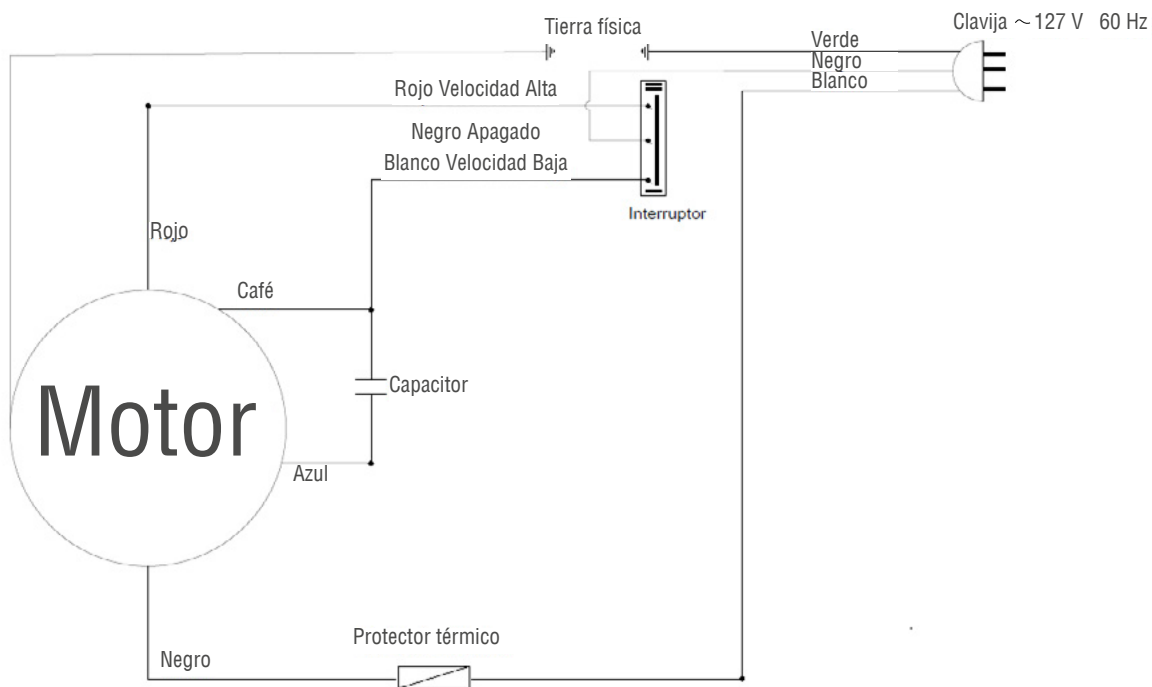 Clavija ~ 127 V 60 Hz
Tierra física
Verde
Negro
Blanco
Rojo Velocidad Alta
Negro Apagado
Blanco Velocidad Baja
Interruptor
Rojo
Café
Motor
Capacitor
Azul
Protector térmico
Negro